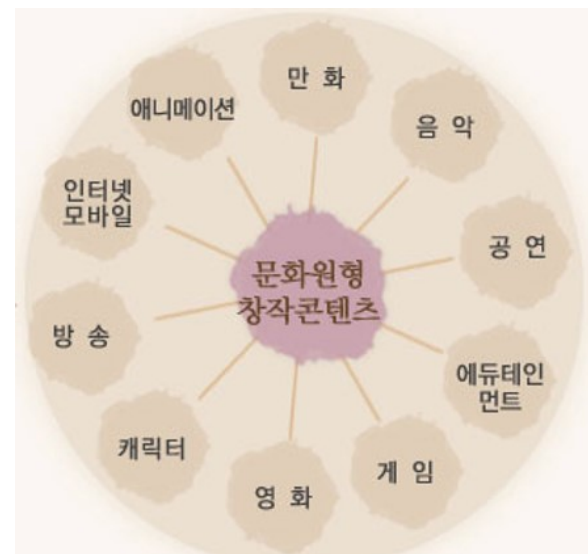 만 화
음 악
공 연
에듀테인
먼트
게 임
영 화
캐릭터
방 송
인터넷
모바일
애니메이션
문화원형
창작콘텐츠